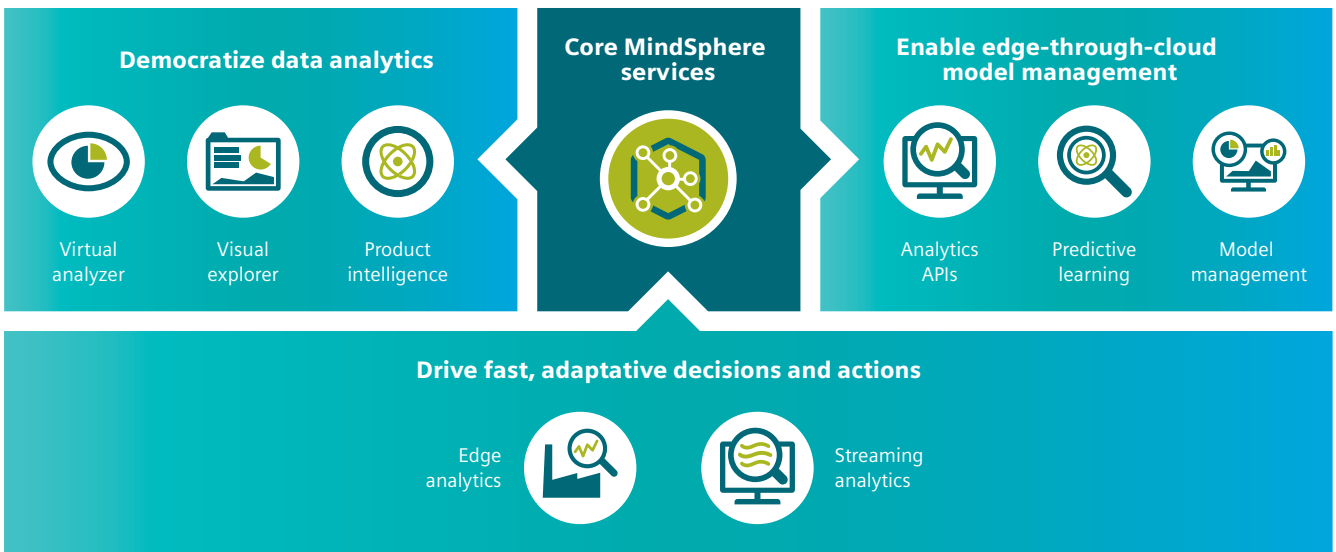 Democratize data analytics
Virtual
analyzer
Visual
explorer
Product
intelligence
Core MindSphere
services
Enable edge-through-cloud
model management
Analytics
APIs
Predictive
learning
Model
management
Drive fast, adaptative decisions and actions
Edge
analytics
Streaming
analytics